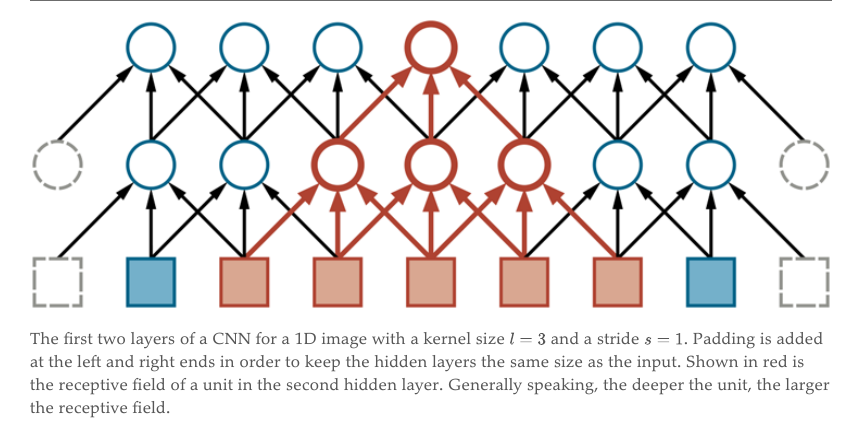 The first two layers of a CNN for a 1D image with a kernel size l = 3 and a stride s = 1. Padding is added
at the left and right ends in order to keep the hidden layers the same size as the input. Shown in red is
the receptive field of a unit in the second hidden layer. Generally speaking, the deeper the unit, the larger
the receptive field.